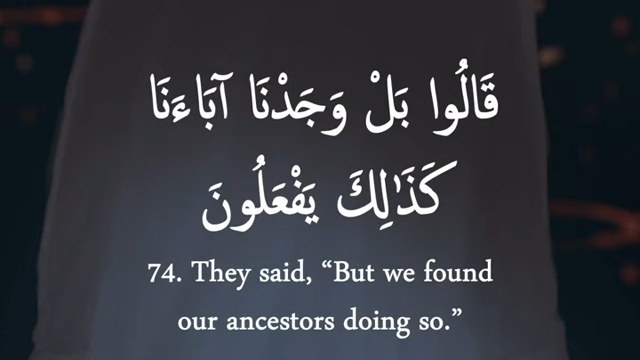 قَالُوا بَلْ وَجَدْنَا آبَاءَنَا
كَذَٰلِكَ يَفْعَلُونَ
74. They said, “But we found
our ancestors doing so.”